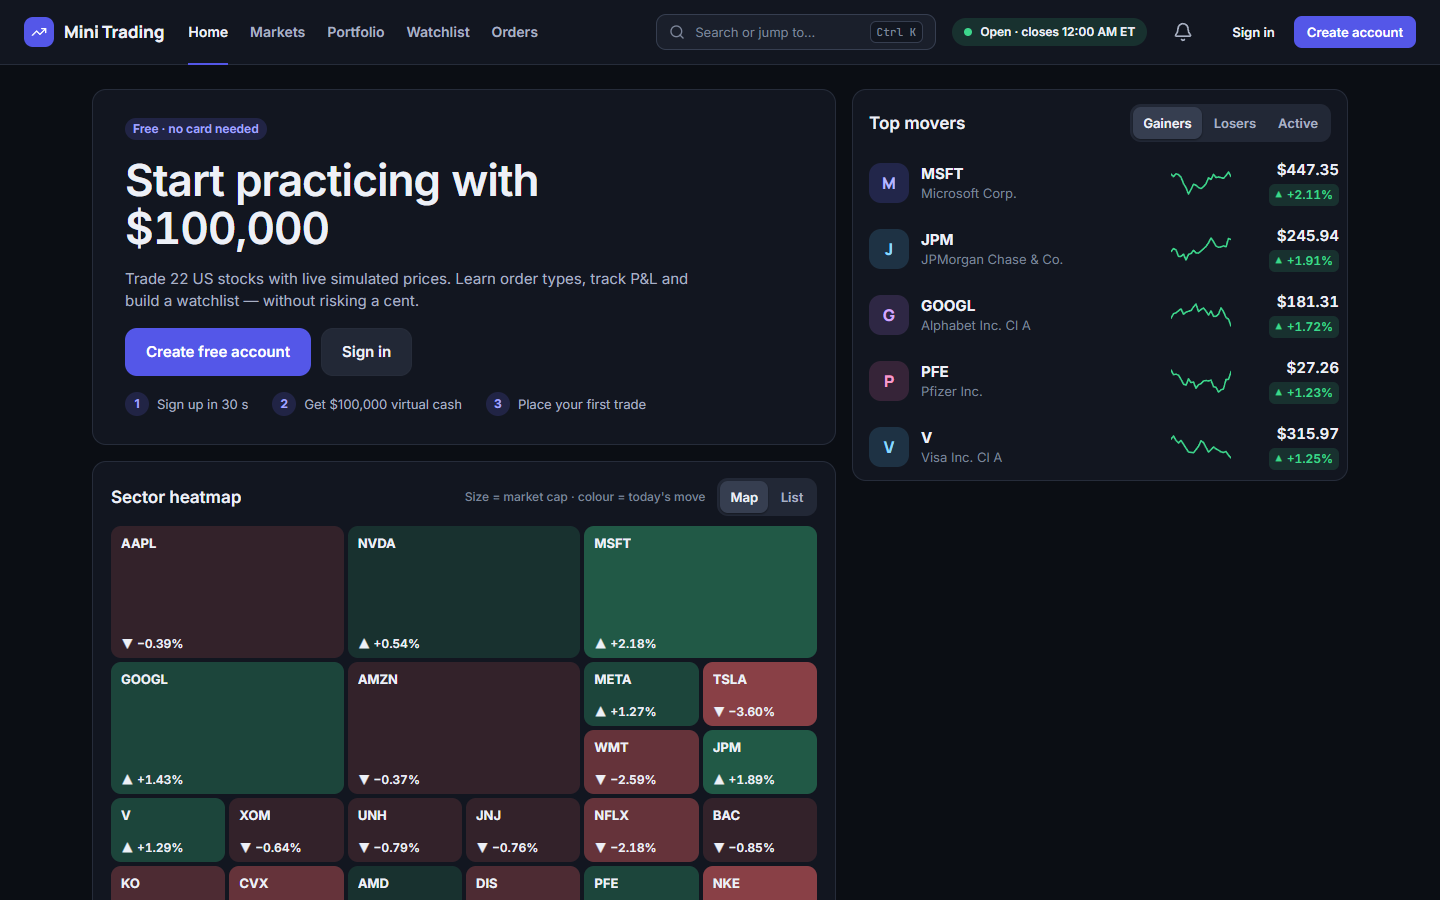 Mini Trading
Home
Markets
Portfolio
Watchlist
Orders
Search or jump to...
Ctrl K
Open · closes 12:00 AM ET
Sign in
Create account
Free · no card needed
Start practicing with
$100,000
Trade 22 US stocks with live simulated prices. Learn order types, track P&L and
build a watchlist — without risking a cent.
Create free account
Sign in
1 Sign up in 30 s
2 Get $100,000 virtual cash
3 Place your first trade
Top movers
Gainers
Losers
Active
M
MSFT
Microsoft Corp.
$447.35
▲ +2.11%
J
JPM
JPMorgan Chase & Co.
$245.94
▲ +1.91%
G
GOOGL
Alphabet Inc. Cl A
$181.31
▲ +1.72%
P
PFE
Pfizer Inc.
$27.26
▲ +1.23%
V
V
Visa Inc. Cl A
$315.97
▲ +1.25%
Sector heatmap
Size = market cap · colour = today's move
Map
List
AAPL
▼ −0.39%
NVDA
▲ +0.54%
MSFT
▲ +2.18%
GOOGL
▲ +1.43%
AMZN
▼ −0.37%
META
▲ +1.27%
TSLA
▼ −3.60%
WMT
▼ −2.59%
JPM
▲ +1.89%
V
▲ +1.29%
XOM
▼ −0.64%
UNH
▼ −0.79%
JNJ
▼ −0.76%
NFLX
▼ −2.18%
BAC
▼ −0.85%
KO
CVX
AMD
DIS
PFE
NKE